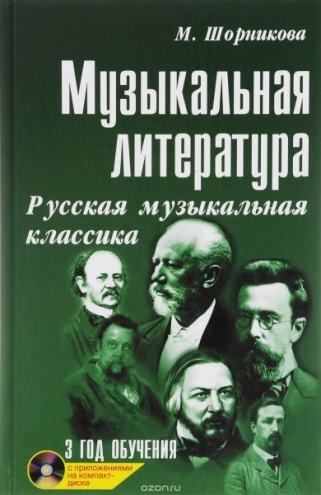 М. Шорникова
Музыкальная
литература
Русская музыкальная
классика
3 ГОД ОБУЧЕНИЯ
с приложениями
на компакт-
диске
ozon.ru